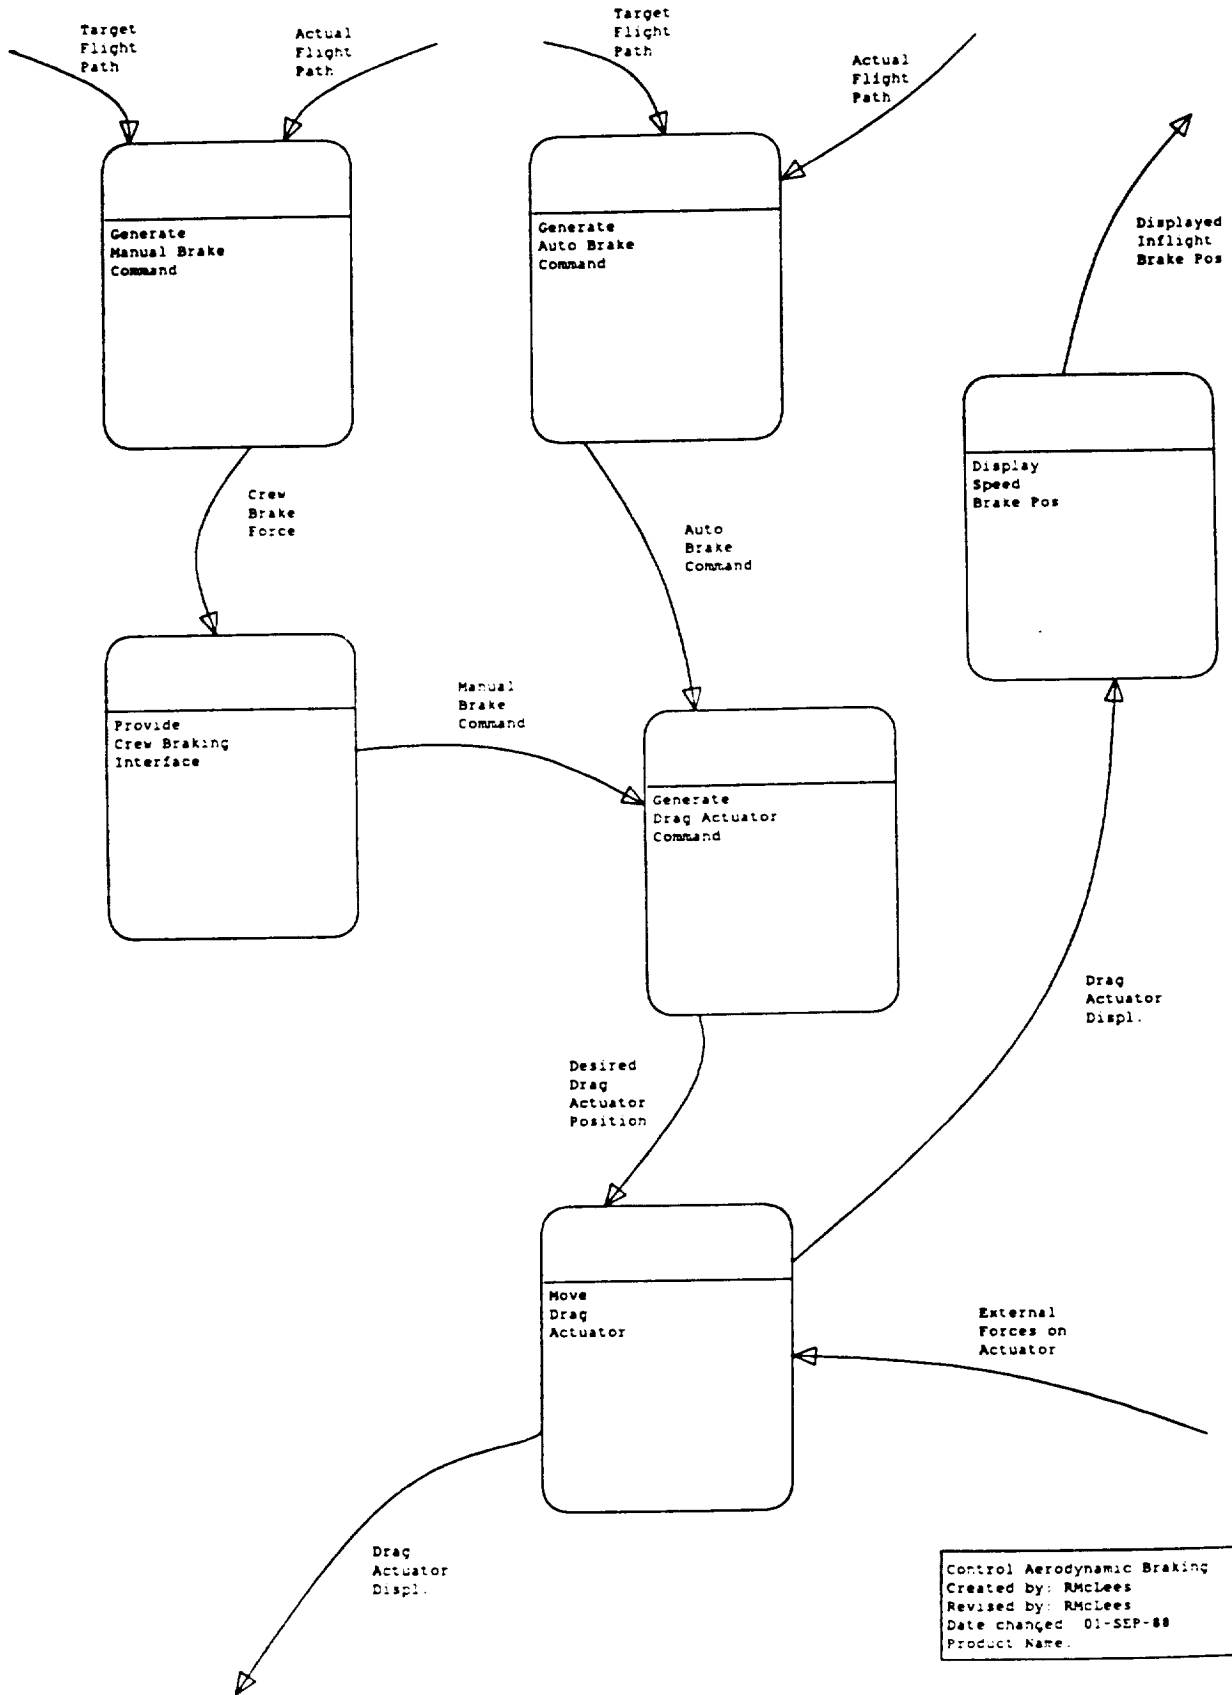 Target
Flight
Path
Actual
Flight
Path
Target
Flight
Path
Actual
Flight
Path
Generate
Manual Brake
Command
Generate
Auto Brake
Command
Displayed
Inflight
Brake Pos
Display
Speed
Brake Pos
Crew
Brake
Force
Auto
Brake
Command
Manual
Brake
Command
Provide
Crew Braking
Interface
Generate
Drag Actuator
Command
Drag
Actuator
Displ.
Desired
Drag
Actuator
Position
Move
Drag
Actuator
External
Forces on
Actuator
Drag
Actuator
Displ.
Control Aerodynamic Braking
Created by: RMcLees
Revised by: RMcLees
Date changed 01-SEP-88
Product Name.